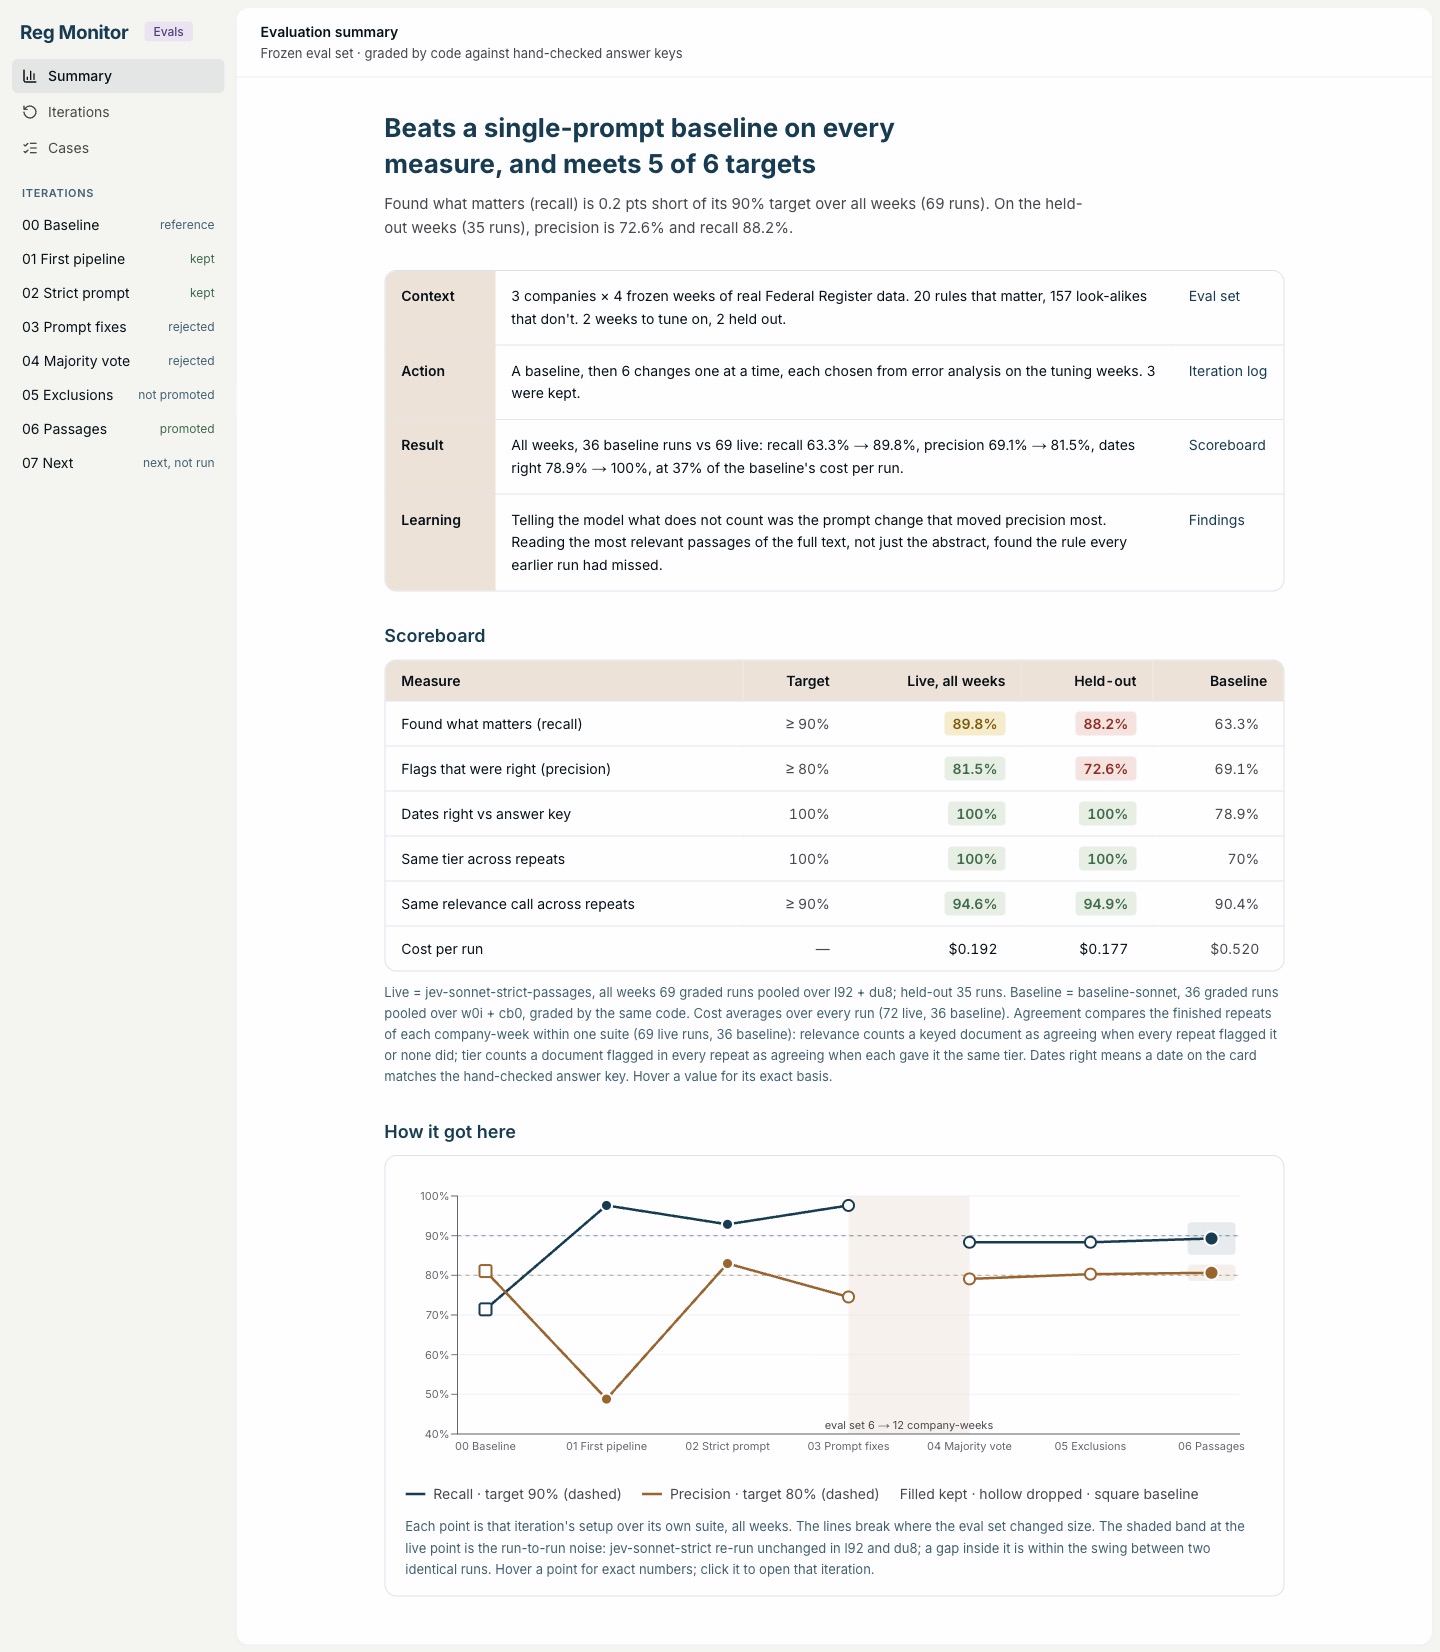 Reg Monitor
Evals
Summary
Iterations
Cases
ITERATIONS
00 Baseline reference
01 First pipeline kept
02 Strict prompt kept
03 Prompt fixes rejected
04 Majority vote rejected
05 Exclusions not promoted
06 Passages promoted
07 Next next, not run
Evaluation summary
Frozen eval set · graded by code against hand-checked answer keys
Beats a single-prompt baseline on every
measure, and meets 5 of 6 targets
Found what matters (recall) is 0.2 pts short of its 90% target over all weeks (69 runs). On the held-
out weeks (35 runs), precision is 72.6% and recall 88.2%.
Context
3 companies × 4 frozen weeks of real Federal Register data. 20 rules that matter, 157 look-alikes
that don't. 2 weeks to tune on, 2 held out.
Eval set
Action
A baseline, then 6 changes one at a time, each chosen from error analysis on the tuning weeks. 3
were kept.
Iteration log
Result
All weeks, 36 baseline runs vs 69 live: recall 63.3% → 89.8%, precision 69.1% → 81.5%, dates
right 78.9% → 100%, at 37% of the baseline's cost per run.
Scoreboard
Learning
Telling the model what does not count was the prompt change that moved precision most.
Reading the most relevant passages of the full text, not just the abstract, found the rule every
earlier run had missed.
Findings
Scoreboard
Measure Target Live, all weeks Held-out Baseline
Found what matters (recall) ≥ 90% 89.8% 88.2% 63.3%
Flags that were right (precision) ≥ 80% 81.5% 72.6% 69.1%
Dates right vs answer key 100% 100% 100% 78.9%
Same tier across repeats 100% 100% 100% 70%
Same relevance call across repeats ≥ 90% 94.6% 94.9% 90.4%
Cost per run — $0.192 $0.177 $0.520
Live = jev-sonnet-strict-passages, all weeks 69 graded runs pooled over l92 + du8; held-out 35 runs. Baseline = baseline-sonnet, 36 graded runs
pooled over w0i + cb0, graded by the same code. Cost averages over every run (72 live, 36 baseline). Agreement compares the finished repeats
of each company-week within one suite (69 live runs, 36 baseline): relevance counts a keyed document as agreeing when every repeat flagged it
or none did; tier counts a document flagged in every repeat as agreeing when each gave it the same tier. Dates right means a date on the card
matches the hand-checked answer key. Hover a value for its exact basis.
How it got here
100%
90%
80%
70%
60%
50%
40%
eval set 6 → 12 company-weeks
00 Baseline 01 First pipeline 02 Strict prompt 03 Prompt fixes 04 Majority vote 05 Exclusions 06 Passages
Recall · target 90% (dashed) Precision · target 80% (dashed) Filled kept · hollow dropped · square baseline
Each point is that iteration's setup over its own suite, all weeks. The lines break where the eval set changed size. The shaded band at the
live point is the run-to-run noise: jev-sonnet-strict re-run unchanged in l92 and du8; a gap inside it is within the swing between two
identical runs. Hover a point for exact numbers; click it to open that iteration.